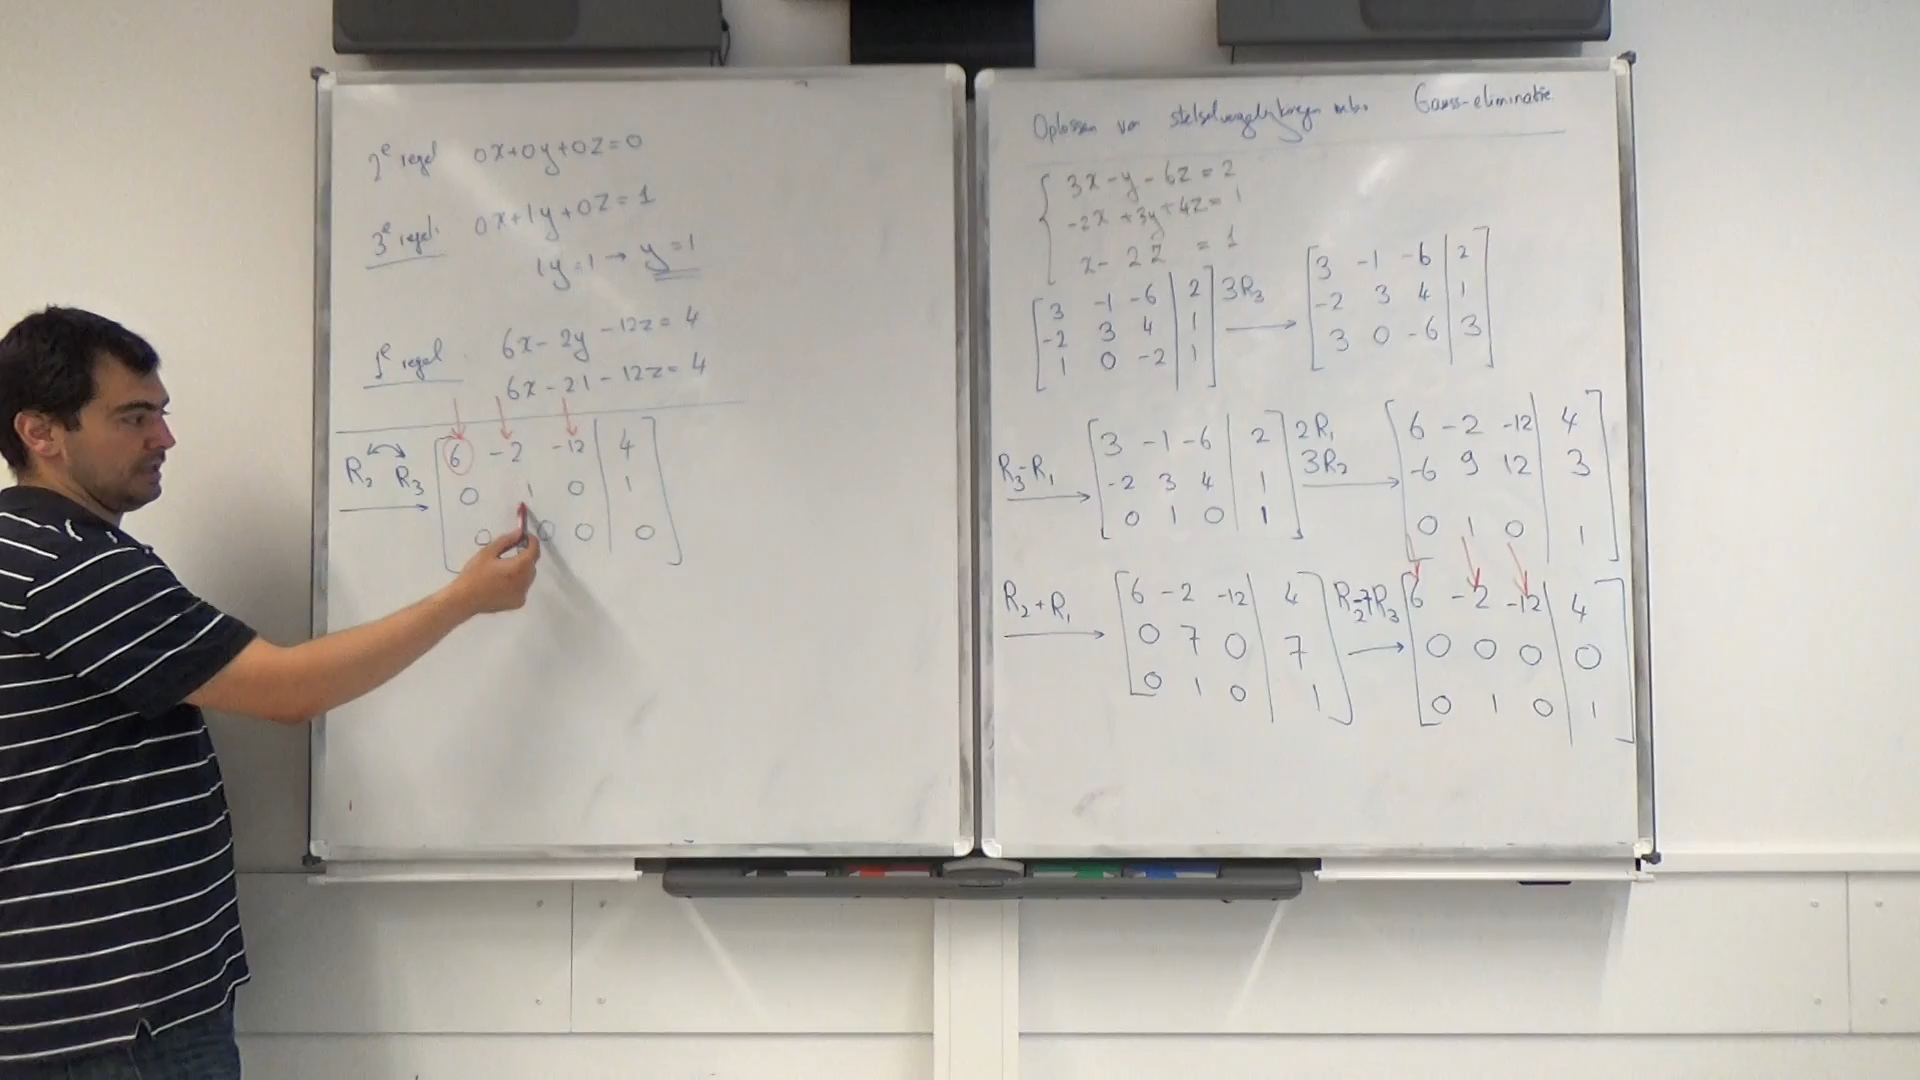 2e regel 0x+0y+0z=0
3e regel: 0x+1y+0z=1
1y=1 → y=1
1e regel: 6x-2y-12z=4
6x-2·1-12z=4
R2 R3
6 -2 -12 | 4
0 1 0 | 1
0 0 0 | 0
Oplossen van stelselvergelijkingen m.b.v. Gauss-eliminatie
3x-y-6z=2
-2x+3y+4z=1
x-2z=1
3 -1 -6 | 2
-2 3 4 | 1
1 0 -2 | 1
3R3 →
3 -1 -6 | 2
-2 3 4 | 1
3 0 -6 | 3
R3-R1 →
3 -1 -6 | 2
-2 3 4 | 1
0 1 0 | 1
2R1
3R2 →
6 -2 -12 | 4
-6 9 12 | 3
0 1 0 | 1
R2+R1 →
6 -2 -12 | 4
0 7 0 | 7
0 1 0 | 1
R2-7R3 →
6 -2 -12 | 4
0 0 0 | 0
0 1 0 | 1